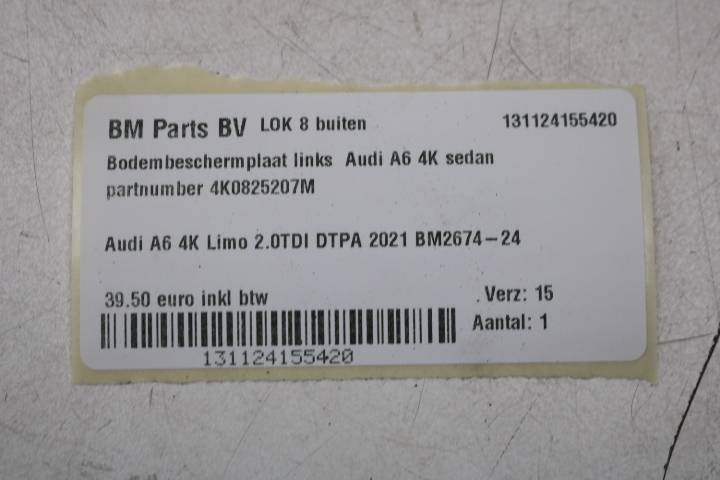 BM Parts BV LOK 8 buiten 131124155420
Bodembeschermplaat links Audi A6 4K sedan
partnumber 4K0825207M
Audi A6 4K Limo 2.0TDI DTPA 2021 BM2674-24
39.50 euro inkl btw . Verz: 15
Aantal: 1
131124155420